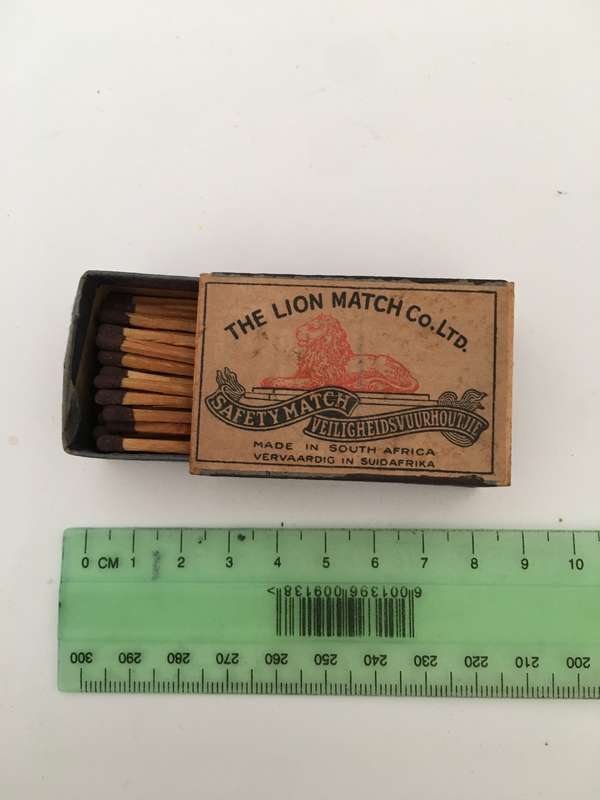 THE LION MATCH CO. LTD.
SAFETY MATCH
VEILIGHEIDSVUURHOUTJIE
MADE IN SOUTH AFRICA
VERVAARDIG IN SUIDAFRIKA
0 CM 1 2 3 4 5 6 7 8 9 10
6 001396 009138 >
300 290 280 270 260 250 240 230 220 210 200